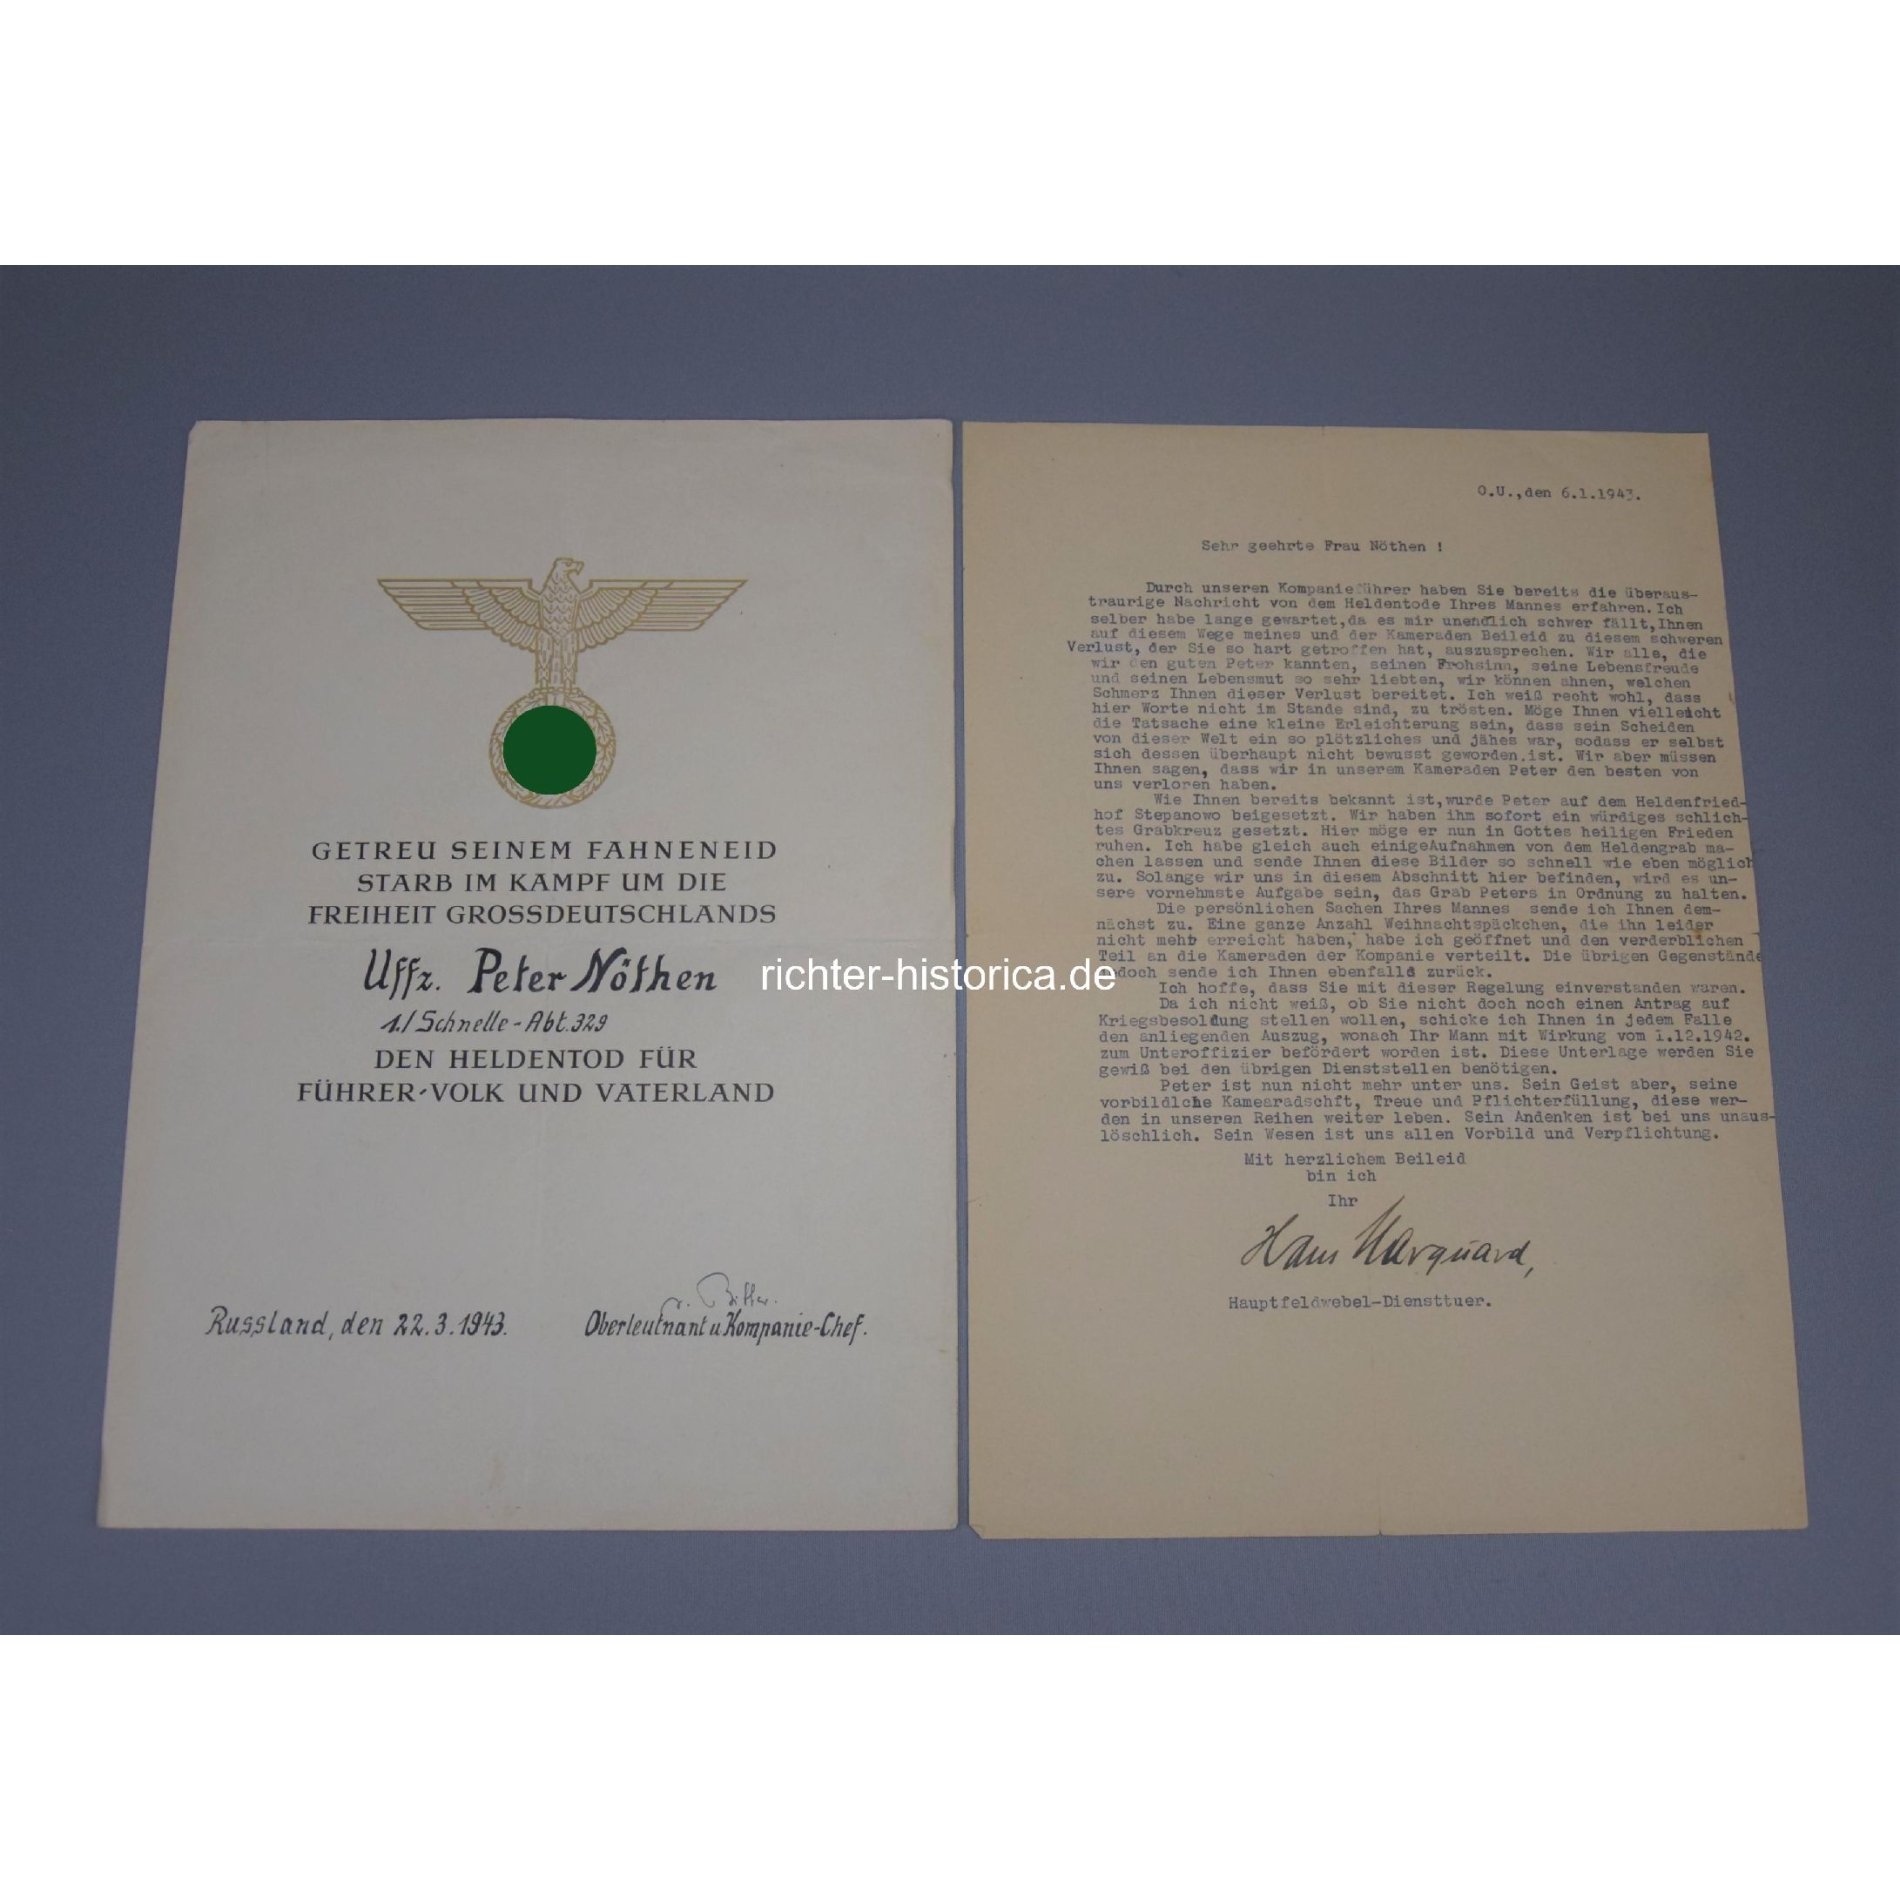 GETREU SEINEM FAHNENEID
STARB IM KAMPF UM DIE
FREIHEIT GROSSDEUTSCHLANDS
Uffz. Peter Nöthen
1./Schnelle-Abt.329
DEN HELDENTOD FÜR
FÜHRER-VOLK UND VATERLAND
Russland, den 22.3.1943.
Oberleutnant u. Kompanie-Chef.
richter-historica.de
O.U.,den 6.1.1943.
Sehr geehrte Frau Nöthen !
Durch unseren Kompanieführer haben Sie bereits die überaus-
traurige Nachricht von dem Heldentode Ihres Mannes erfahren. Ich
selber habe lange gewartet,da es mir unendlich schwer fällt,Ihnen
auf diesem Wege meines und der Kameraden Beileid zu diesem schweren
Verlust, der Sie so hart getroffen hat, auszusprechen. Wir alle, die
wir den guten Peter kannten, seinen Frohsinn, seine Lebensfreude
und seinen Lebensmut so sehr liebten, wir können ahnen, welchen
Schmerz Ihnen dieser Verlust bereitet. Ich weiß recht wohl, dass
hier Worte nicht im Stande sind, zu trösten. Möge Ihnen vielleicht
die Tatsache eine kleine Erleichterung sein, dass sein Scheiden
von dieser Welt ein so plötzliches und jähes war, sodass er selbst
sich dessen überhaupt nicht bewusst geworden.ist. Wir aber müssen
Ihnen sagen, dass wir in unserem Kameraden Peter den besten von
uns verloren haben.
Wie Ihnen bereits bekannt ist,wurde Peter auf dem Heldenfried-
hof Stepanowo beigesetzt. Wir haben ihm sofort ein würdiges schlich-
tes Grabkreuz gesetzt. Hier möge er nun in Gottes heiligen Frieden
ruhen. Ich habe gleich auch einigeAufnahmen von dem Heldengrab ma-
chen lassen und sende Ihnen diese Bilder so schnell wie eben möglich
zu. Solange wir uns in diesem Abschnitt hier befinden, wird es un-
sere vornehmste Aufgabe sein, das Grab Peters in Ordnung zu halten.
Die persönlichen Sachen Ihres Mannes sende ich Ihnen dem-
nächst zu. Eine ganze Anzahl Weihnachtspäckchen, die ihn leider
nicht mehr erreicht haben, habe ich geöffnet und den verderblichen
Teil an die Kameraden der Kompanie verteilt. Die übrigen Gegenstände
jedoch sende ich Ihnen ebenfalls zurück.
Ich hoffe, dass Sie mit dieser Regelung einverstanden waren.
Da ich nicht weiß, ob Sie nicht doch noch einen Antrag auf
Kriegsbesoldung stellen wollen, schicke ich Ihnen in jedem Falle
den anliegenden Auszug, wonach Ihr Mann mit Wirkung vom 1.12.1942.
zum Unteroffizier befördert worden ist. Diese Unterlage werden Sie
gewiß bei den übrigen Dienststellen benötigen.
Peter ist nun nicht mehr unter uns. Sein Geist aber, seine
vorbildlche Kamearadschft, Treue und Pflichterfüllung, diese wer-
den in unseren Reihen weiter leben. Sein Andenken ist bei uns unaus-
löschlich. Sein Wesen ist uns allen Vorbild und Verpflichtung.
Mit herzlichem Beileid
bin ich
Ihr
Hans Marquard,
Hauptfeldwebel-Diensttuer.